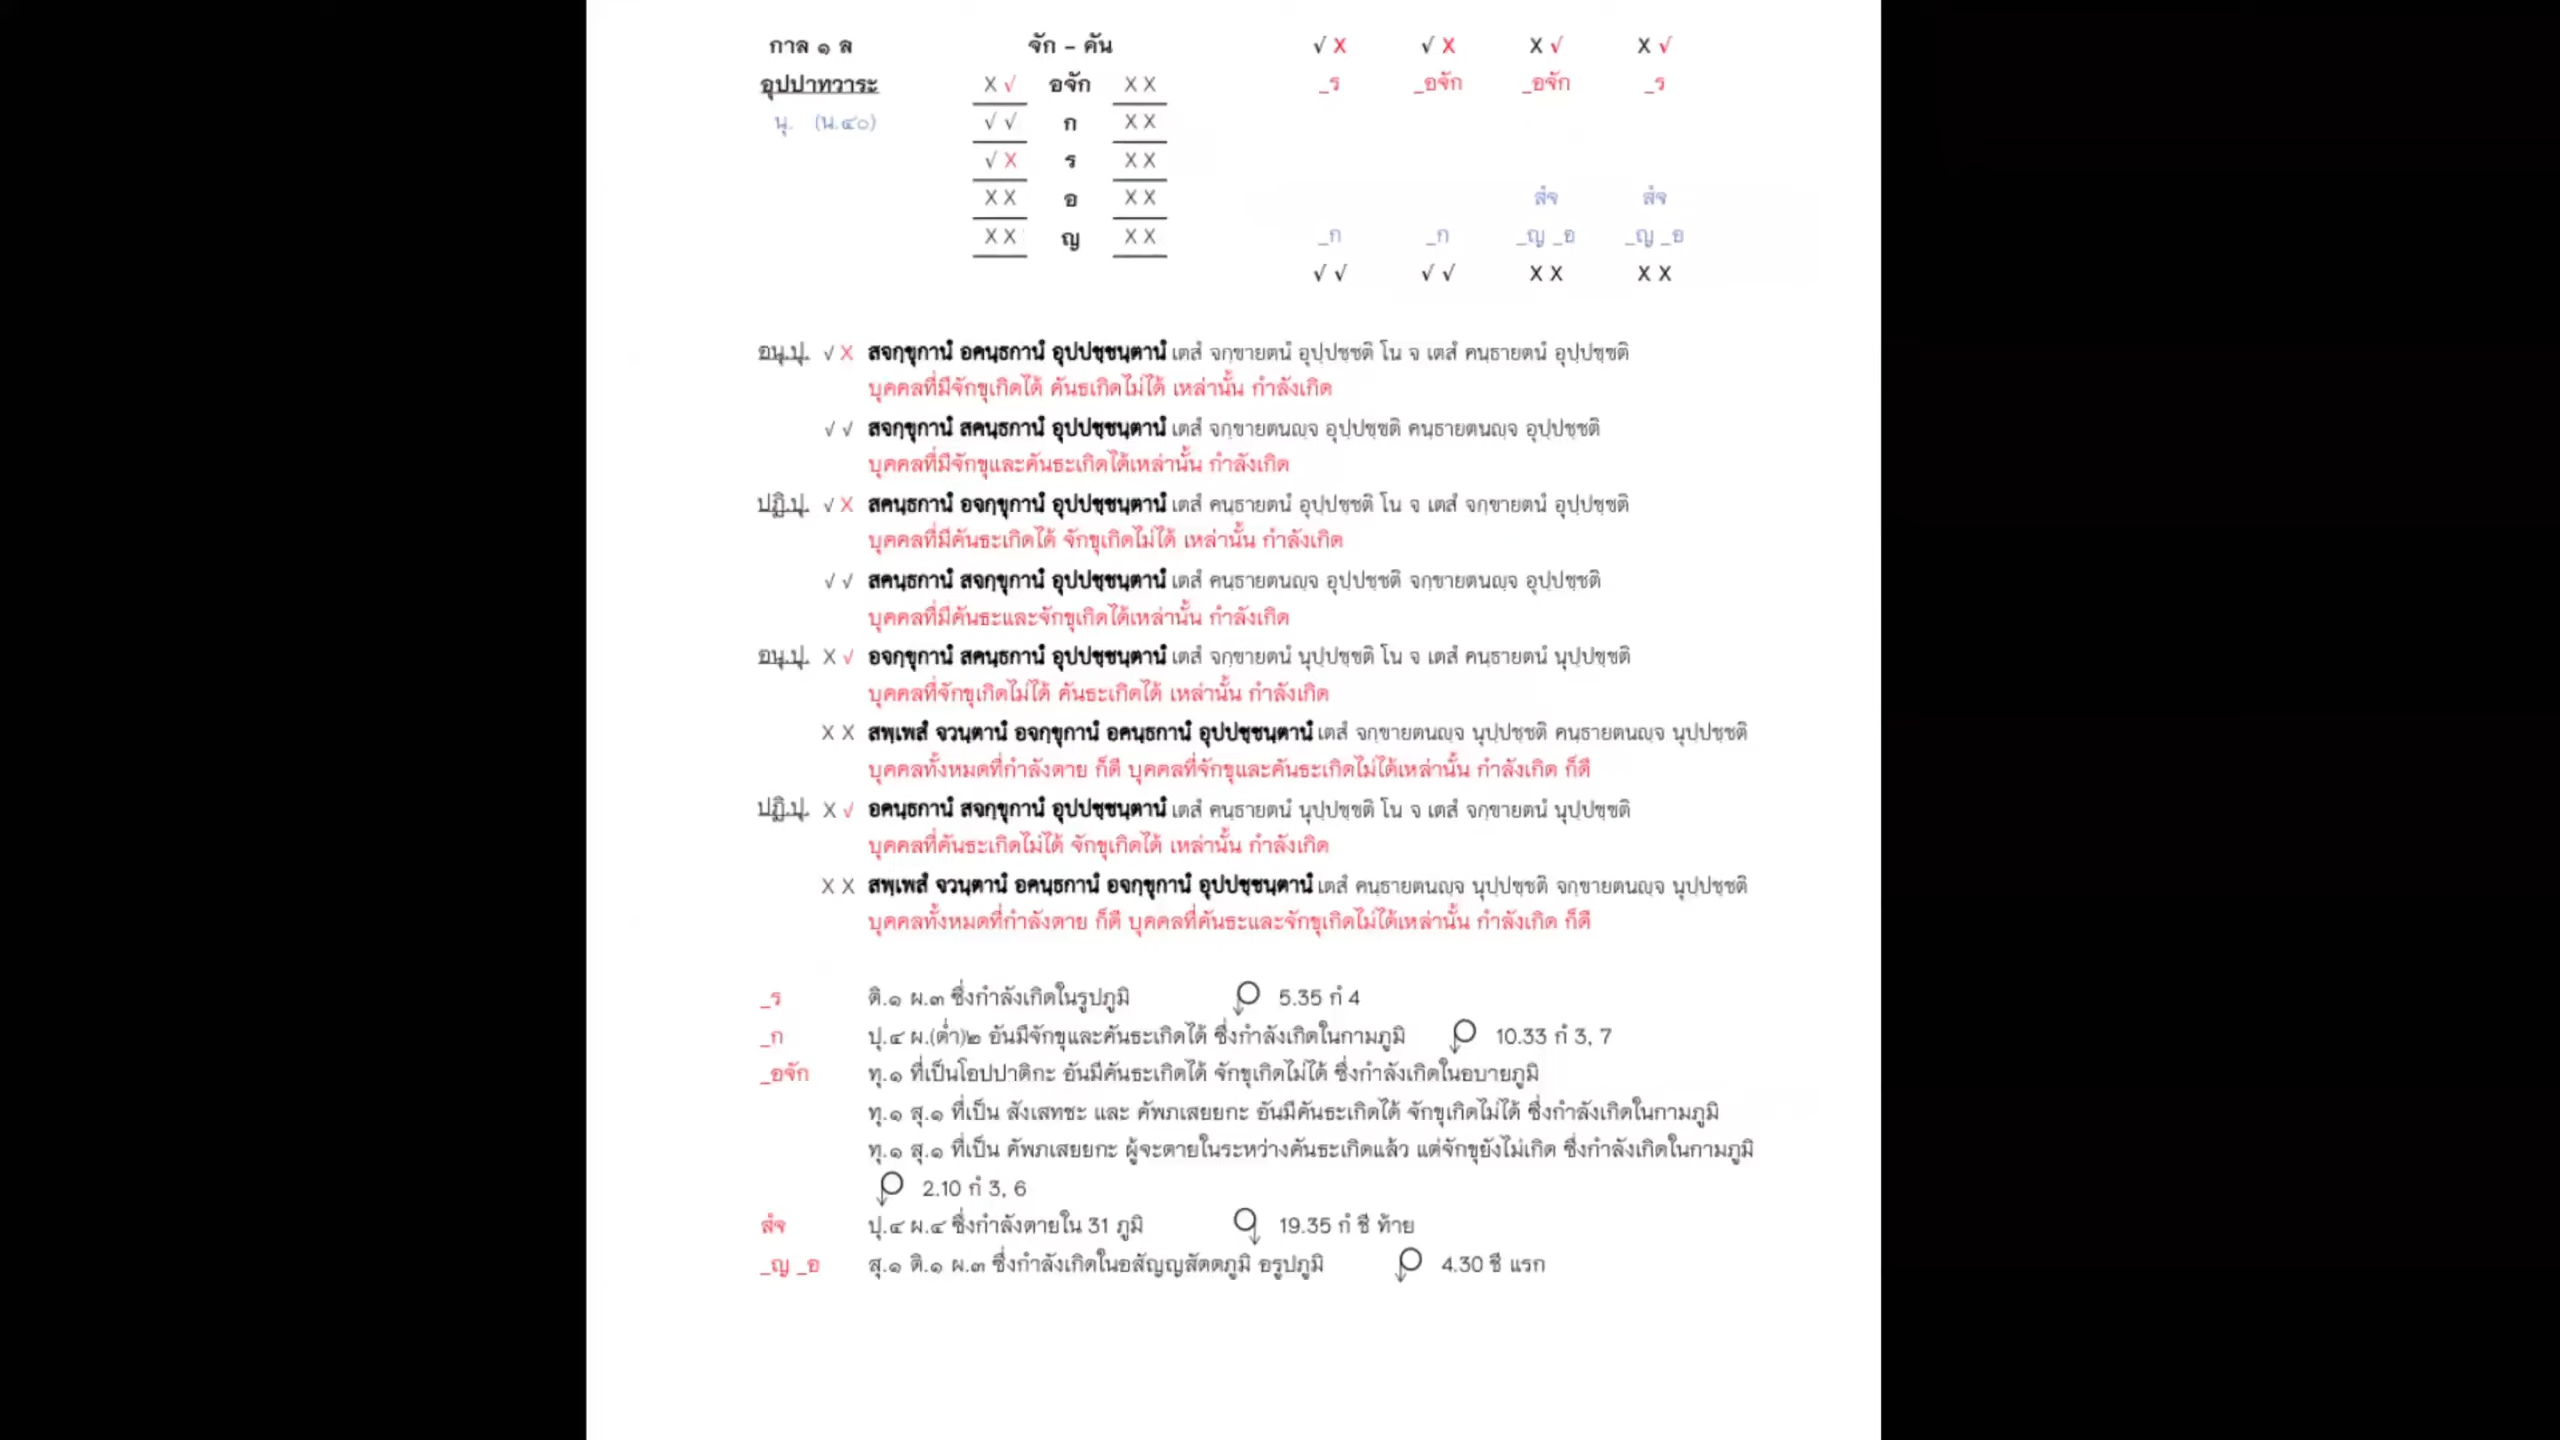 กาล ๑ ล จัก – คัน √ X √ X X √ X √
อุปปาทวาระ X √ อจัก X X _ร _อจัก _อจัก _ร
นุ. (น.๔๐) √ √ ก X X
√ X ร X X
X X อ X X สํจ สํจ
X X ญ X X _ก _ก _ญ _อ _ญ _อ
√ √ √ √ X X X X
อนุ.ปุ. √ X สจกฺขุกานํ อคนฺธกานํ อุปปชฺชนฺตานํ เตสํ จกฺขายตนํ อุปฺปชฺชติ โน จ เตสํ คนฺธายตนํ อุปฺปชฺชติ
บุคคลที่มีจักขุเกิดได้ คันธเกิดไม่ได้ เหล่านั้น กำลังเกิด
√ √ สจกฺขุกานํ สคนฺธกานํ อุปปชฺชนฺตานํ เตสํ จกฺขายตนญฺจ อุปฺปชฺชติ คนฺธายตนญฺจ อุปฺปชฺชติ
บุคคลที่มีจักขุและคันธะเกิดได้เหล่านั้น กำลังเกิด
ปฏิ.ปุ. √ X สคนฺธกานํ อจกฺขุกานํ อุปปชฺชนฺตานํ เตสํ คนฺธายตนํ อุปฺปชฺชติ โน จ เตสํ จกฺขายตนํ อุปฺปชฺชติ
บุคคลที่มีคันธะเกิดได้ จักขุเกิดไม่ได้ เหล่านั้น กำลังเกิด
√ √ สคนฺธกานํ สจกฺขุกานํ อุปปชฺชนฺตานํ เตสํ คนฺธายตนญฺจ อุปฺปชฺชติ จกฺขายตนญฺจ อุปฺปชฺชติ
บุคคลที่มีคันธะและจักขุเกิดได้เหล่านั้น กำลังเกิด
อนุ.ปุ. X √ อจกฺขุกานํ สคนฺธกานํ อุปปชฺชนฺตานํ เตสํ จกฺขายตนํ นุปฺปชฺชติ โน จ เตสํ คนฺธายตนํ นุปฺปชฺชติ
บุคคลที่จักขุเกิดไม่ได้ คันธะเกิดได้ เหล่านั้น กำลังเกิด
X X สพฺเพสํ จวนฺตานํ อจกฺขุกานํ อคนฺธกานํ อุปปชฺชนฺตานํ เตสํ จกฺขายตนญฺจ นุปฺปชฺชติ คนฺธายตนญฺจ นุปฺปชฺชติ
บุคคลทั้งหมดที่กำลังตาย ก็ดี บุคคลที่จักขุและคันธะเกิดไม่ได้เหล่านั้น กำลังเกิด ก็ดี
ปฏิ.ปุ. X √ อคนฺธกานํ สจกฺขุกานํ อุปปชฺชนฺตานํ เตสํ คนฺธายตนํ นุปฺปชฺชติ โน จ เตสํ จกฺขายตนํ นุปฺปชฺชติ
บุคคลที่คันธะเกิดไม่ได้ จักขุเกิดได้ เหล่านั้น กำลังเกิด
X X สพฺเพสํ จวนฺตานํ อคนฺธกานํ อจกฺขุกานํ อุปปชฺชนฺตานํ เตสํ คนฺธายตนญฺจ นุปฺปชฺชติ จกฺขายตนญฺจ นุปฺปชฺชติ
บุคคลทั้งหมดที่กำลังตาย ก็ดี บุคคลที่คันธะและจักขุเกิดไม่ได้เหล่านั้น กำลังเกิด ก็ดี
_ร ติ.๑ ผ.๓ ซึ่งกำลังเกิดในรูปภูมิ 5.35 กํ 4
_ก ปุ.๔ ผ.(ต่ำ)๒ อันมีจักขุและคันธะเกิดได้ ซึ่งกำลังเกิดในกามภูมิ 10.33 กํ 3, 7
_อจัก ทุ.๑ ที่เป็นโอปปาติกะ อันมีคันธะเกิดได้ จักขุเกิดไม่ได้ ซึ่งกำลังเกิดในอบายภูมิ
ทุ.๑ สุ.๑ ที่เป็น สังเสทชะ และ คัพภเสยยกะ อันมีคันธะเกิดได้ จักขุเกิดไม่ได้ ซึ่งกำลังเกิดในกามภูมิ
ทุ.๑ สุ.๑ ที่เป็น คัพภเสยยกะ ผู้จะตายในระหว่างคันธะเกิดแล้ว แต่จักขุยังไม่เกิด ซึ่งกำลังเกิดในกามภูมิ
2.10 กํ 3, 6
สํจ ปุ.๔ ผ.๔ ซึ่งกำลังตายใน 31 ภูมิ 19.35 กํ ชี ท้าย
_ญ _อ สุ.๑ ติ.๑ ผ.๓ ซึ่งกำลังเกิดในอสัญญสัตตภูมิ อรูปภูมิ 4.30 ชี แรก